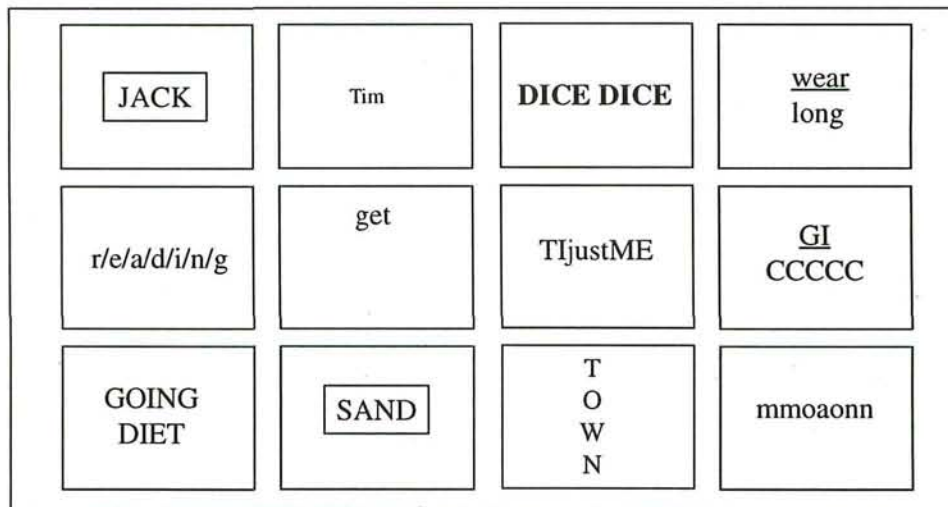 JACK
Tim
DICE DICE
wear
long
r/e/a/d/i/n/g
get
TIjustME
GI
CCCCC
GOING
DIET
SAND
T
O
W
N
mmoaonn